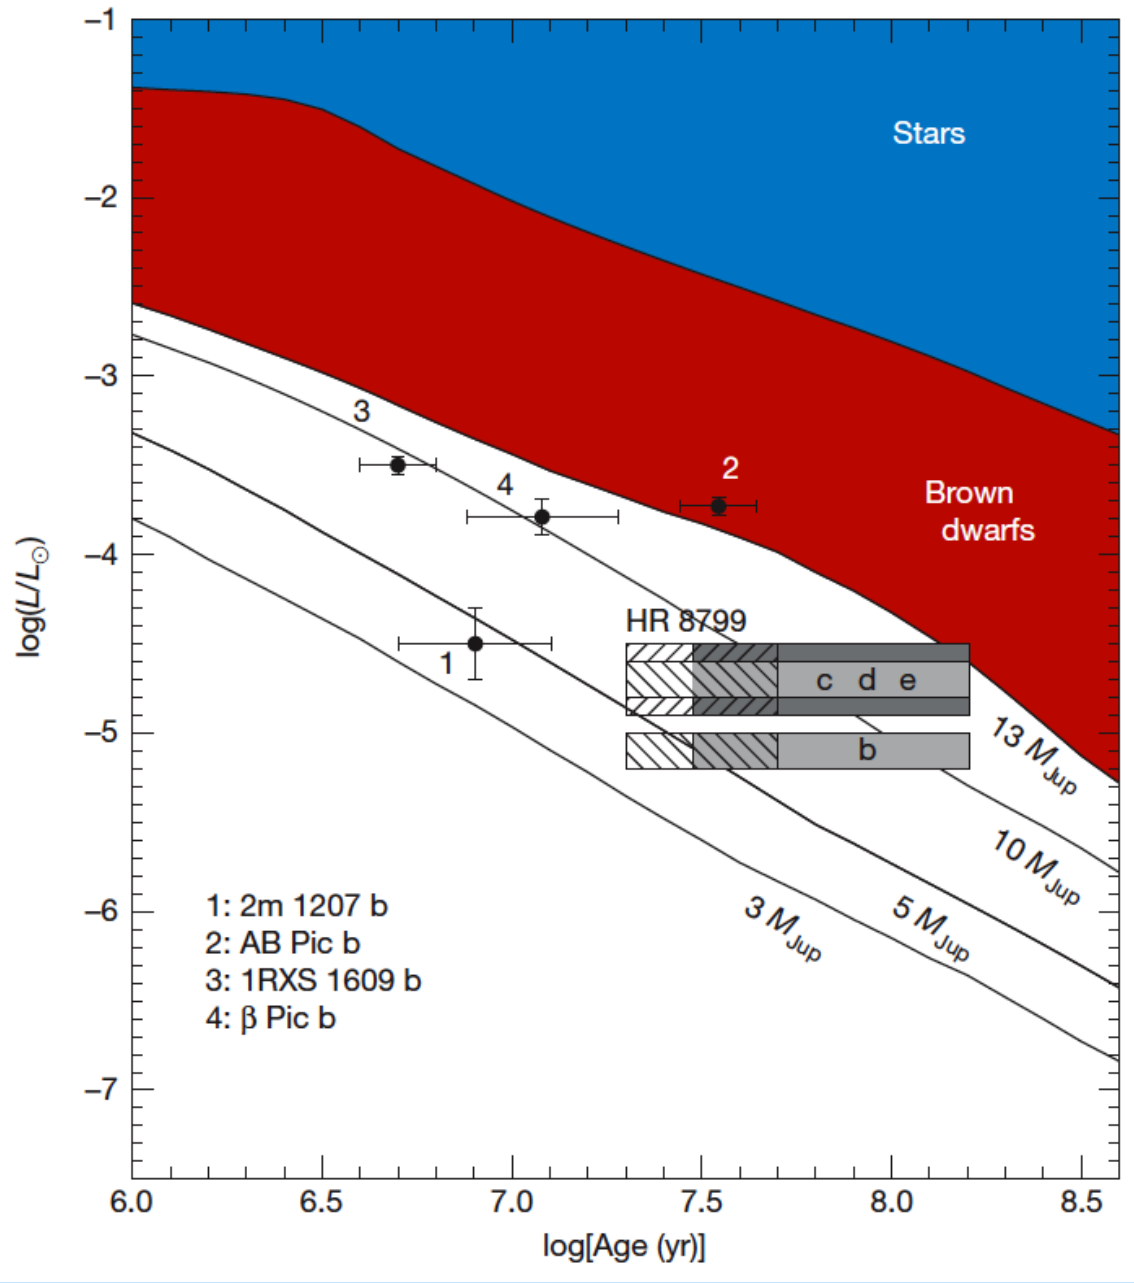 −1
−2
−3
−4
−5
−6
−7
log(L/L☉)
6.0 6.5 7.0 7.5 8.0 8.5
log[Age (yr)]
Stars
Brown
dwarfs
3
4
2
1
HR 8799
c d e
b
13 MJup
10 MJup
5 MJup
3 MJup
1: 2m 1207 b
2: AB Pic b
3: 1RXS 1609 b
4: β Pic b